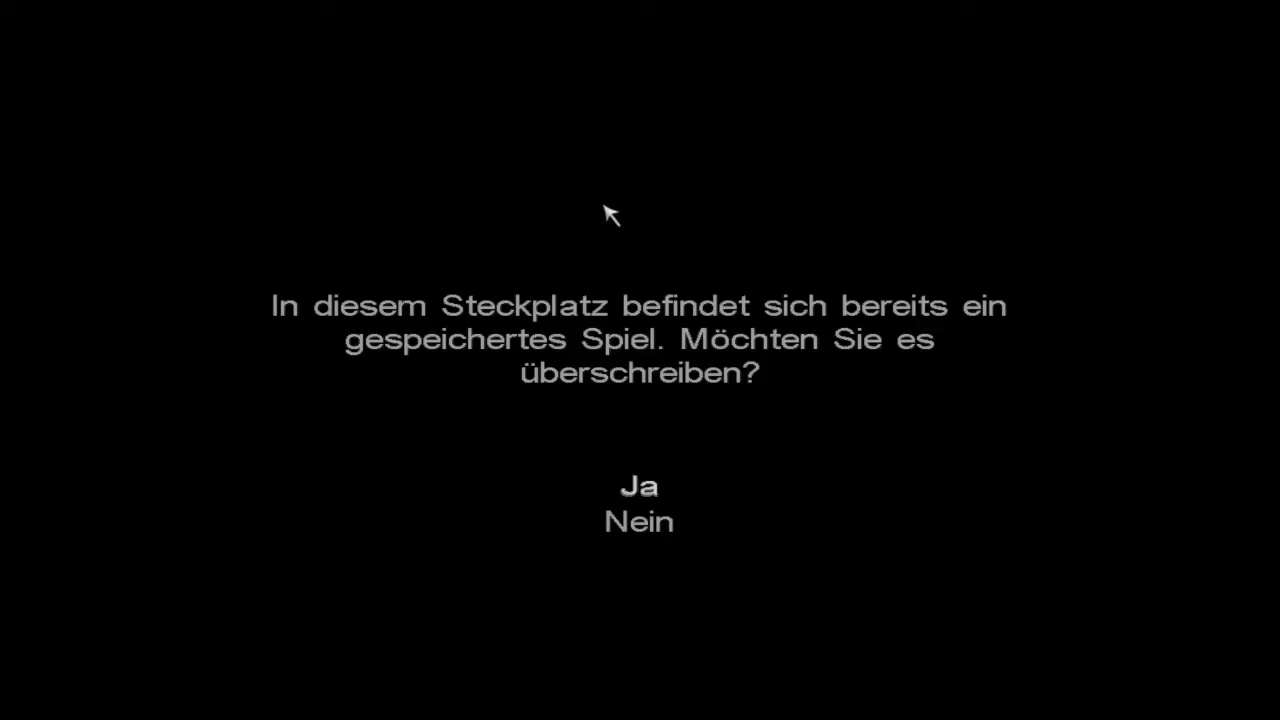 In diesem Steckplatz befindet sich bereits ein
gespeichertes Spiel. Möchten Sie es
überschreiben?
Ja
Nein